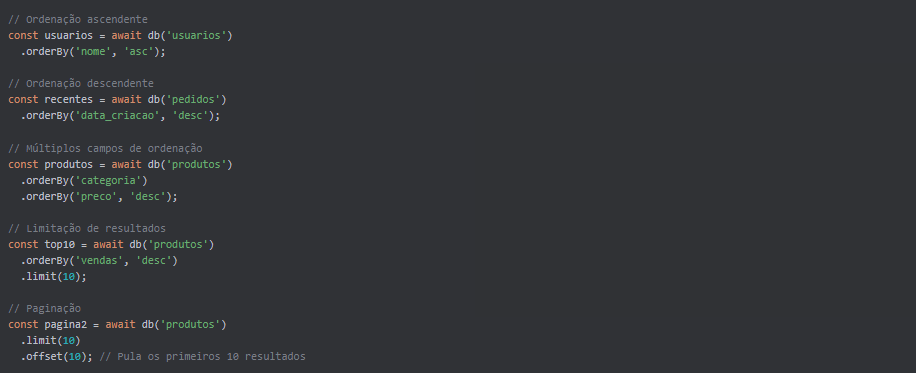 // Ordenação ascendente
const usuarios = await db('usuarios')
  .orderBy('nome', 'asc');

// Ordenação descendente
const recentes = await db('pedidos')
  .orderBy('data_criacao', 'desc');

// Múltiplos campos de ordenação
const produtos = await db('produtos')
  .orderBy('categoria')
  .orderBy('preco', 'desc');

// Limitação de resultados
const top10 = await db('produtos')
  .orderBy('vendas', 'desc')
  .limit(10);

// Paginação
const pagina2 = await db('produtos')
  .limit(10)
  .offset(10); // Pula os primeiros 10 resultados